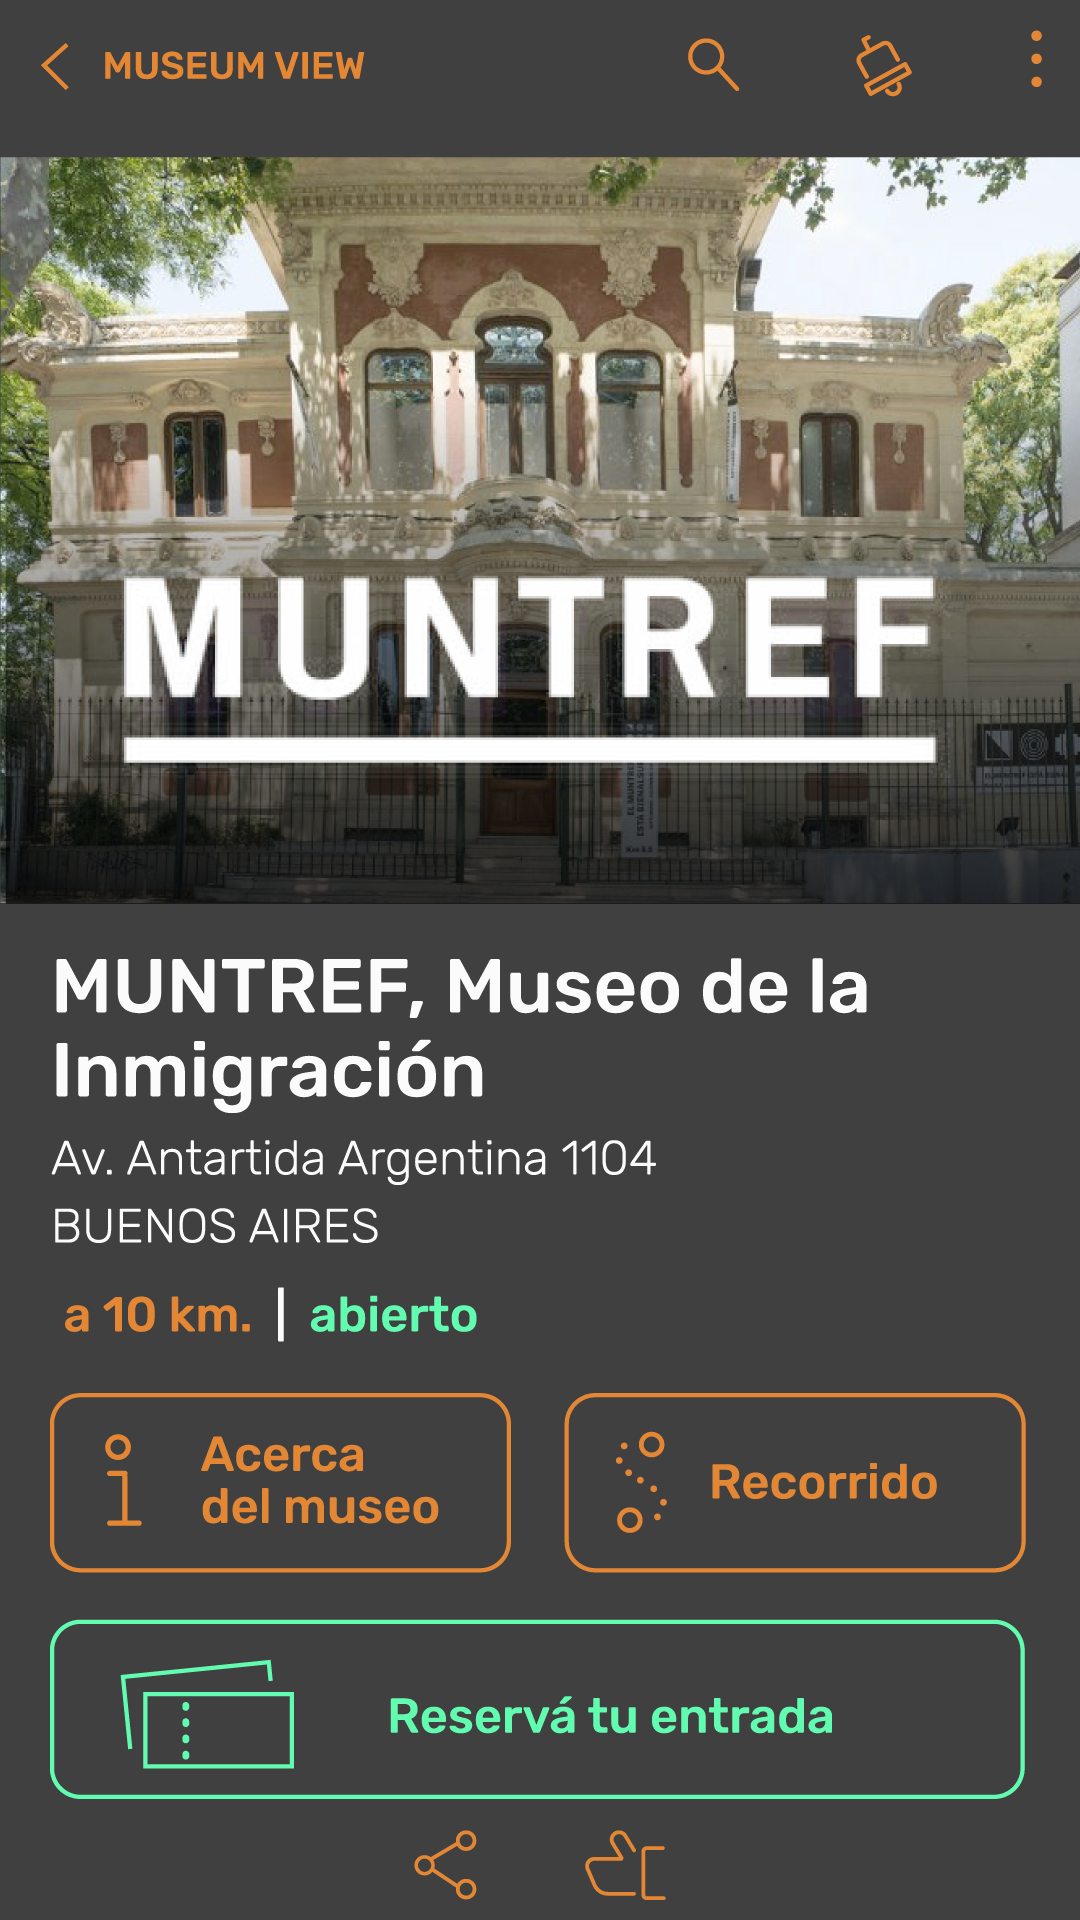 MUSEUM VIEW
MUNTREF
MUNTREF, Museo de la
Inmigración
Av. Antartida Argentina 1104
BUENOS AIRES
a 10 km. | abierto
Acerca
del museo
Recorrido
Reservá tu entrada